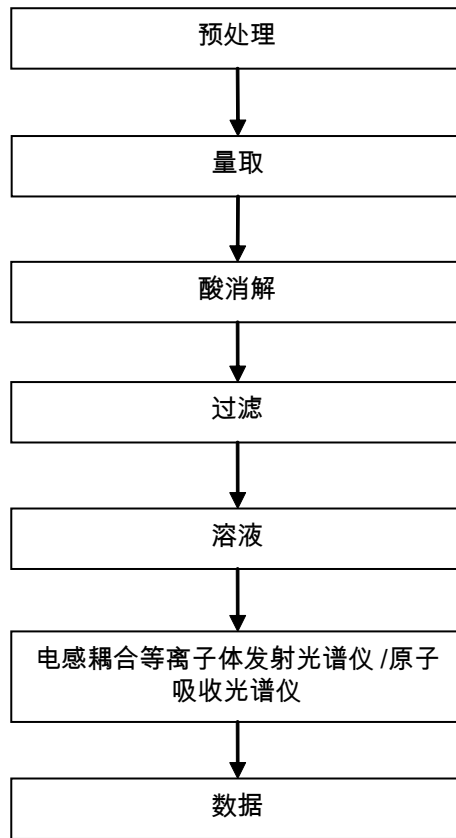 预处理
量取
酸消解
过滤
溶液
电感耦合等离子体发射光谱仪 /原子
吸收光谱仪
数据